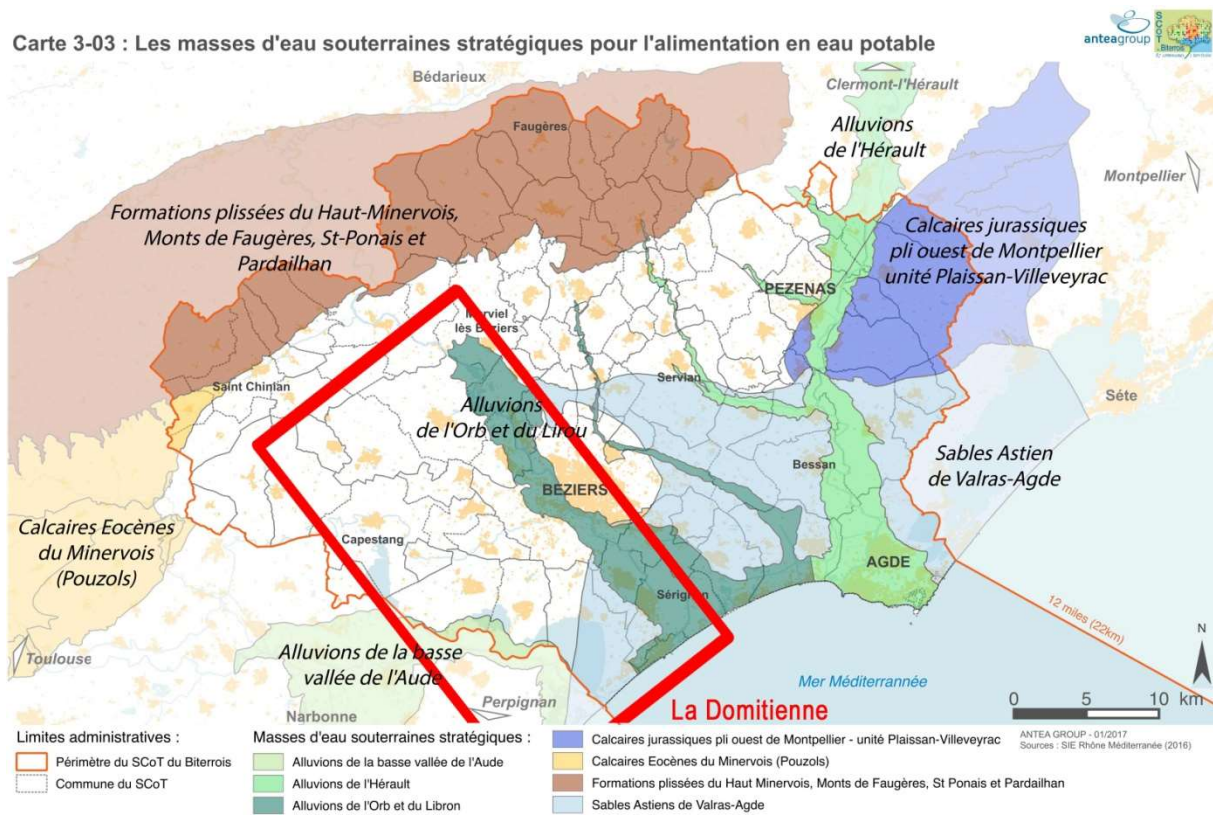 Carte 3-03 : Les masses d'eau souterraines stratégiques pour l'alimentation en eau potable
anteagroup
SCOT
Biterrois
Bédarieux
Clermont-l'Hérault
Faugères
Alluvions
de l'Hérault
Montpellier
Formations plissées du Haut-Minervois,
Monts de Faugères, St-Ponais et
Pardailhan
Calcaires jurassiques
pli ouest de Montpellier
unité Plaissan-Villeveyrac
PEZENAS
Murviel
lès Béziers
Saint Chinian
Servian
Séte
Alluvions
de l'Orb et du Lirou
Bessan
Sables Astien
de Valras-Agde
BEZIERS
Calcaires Eocènes
du Minervois
(Pouzols)
Capestang
AGDE
Sérignan
12 miles (22km)
Toulouse
Alluvions de la basse
vallée de l'Aude
Perpignan
Narbonne
Mer Méditerrannée
N
0 5 10 km
La Domitienne
ANTEA GROUP - 01/2017
Sources : SIE Rhône Méditerranée (2016)
Limites administratives :
Périmètre du SCoT du Biterrois
Commune du SCoT
Masses d'eau souterraines stratégiques :
Alluvions de la basse vallée de l'Aude
Alluvions de l'Hérault
Alluvions de l'Orb et du Libron
Calcaires jurassiques pli ouest de Montpellier - unité Plaissan-Villeveyrac
Calcaires Eocènes du Minervois (Pouzols)
Formations plissées du Haut Minervois, Monts de Faugères, St Ponais et Pardailhan
Sables Astiens de Valras-Agde